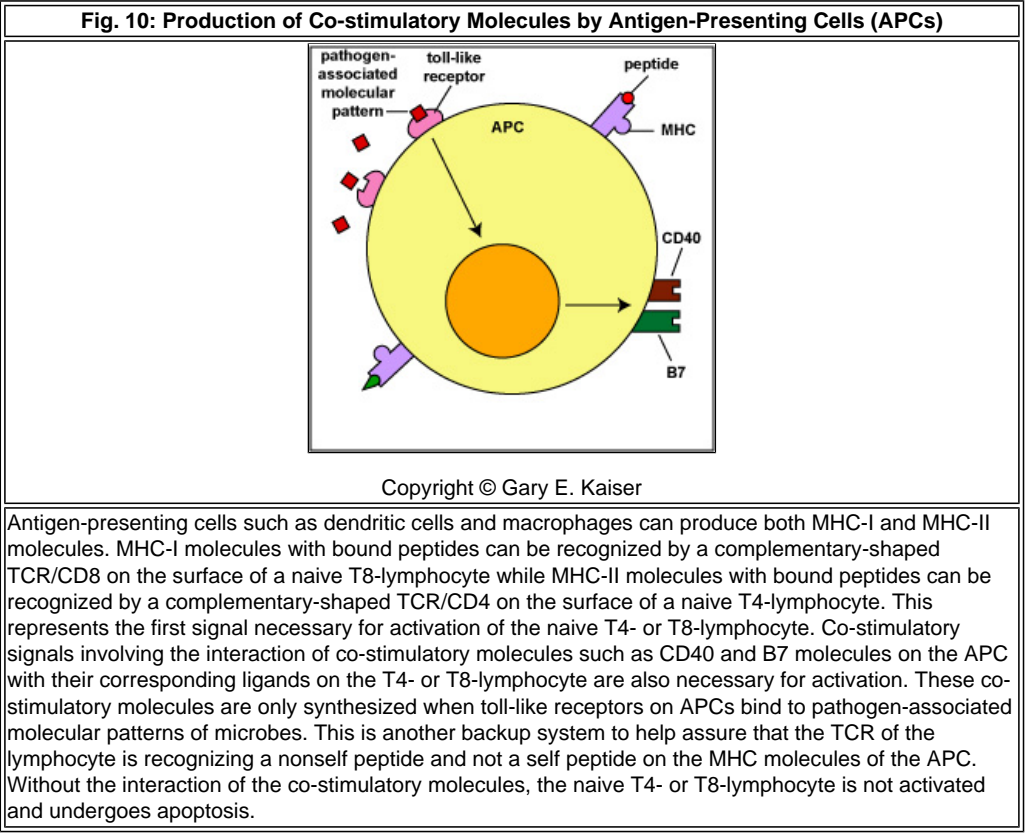 Fig. 10: Production of Co-stimulatory Molecules by Antigen-Presenting Cells (APCs)
pathogen-
associated
molecular
pattern
toll-like
receptor
peptide
APC
MHC
CD40
B7
Copyright © Gary E. Kaiser
Antigen-presenting cells such as dendritic cells and macrophages can produce both MHC-I and MHC-II
molecules. MHC-I molecules with bound peptides can be recognized by a complementary-shaped
TCR/CD8 on the surface of a naive T8-lymphocyte while MHC-II molecules with bound peptides can be
recognized by a complementary-shaped TCR/CD4 on the surface of a naive T4-lymphocyte. This
represents the first signal necessary for activation of the naive T4- or T8-lymphocyte. Co-stimulatory
signals involving the interaction of co-stimulatory molecules such as CD40 and B7 molecules on the APC
with their corresponding ligands on the T4- or T8-lymphocyte are also necessary for activation. These co-
stimulatory molecules are only synthesized when toll-like receptors on APCs bind to pathogen-associated
molecular patterns of microbes. This is another backup system to help assure that the TCR of the
lymphocyte is recognizing a nonself peptide and not a self peptide on the MHC molecules of the APC.
Without the interaction of the co-stimulatory molecules, the naive T4- or T8-lymphocyte is not activated
and undergoes apoptosis.